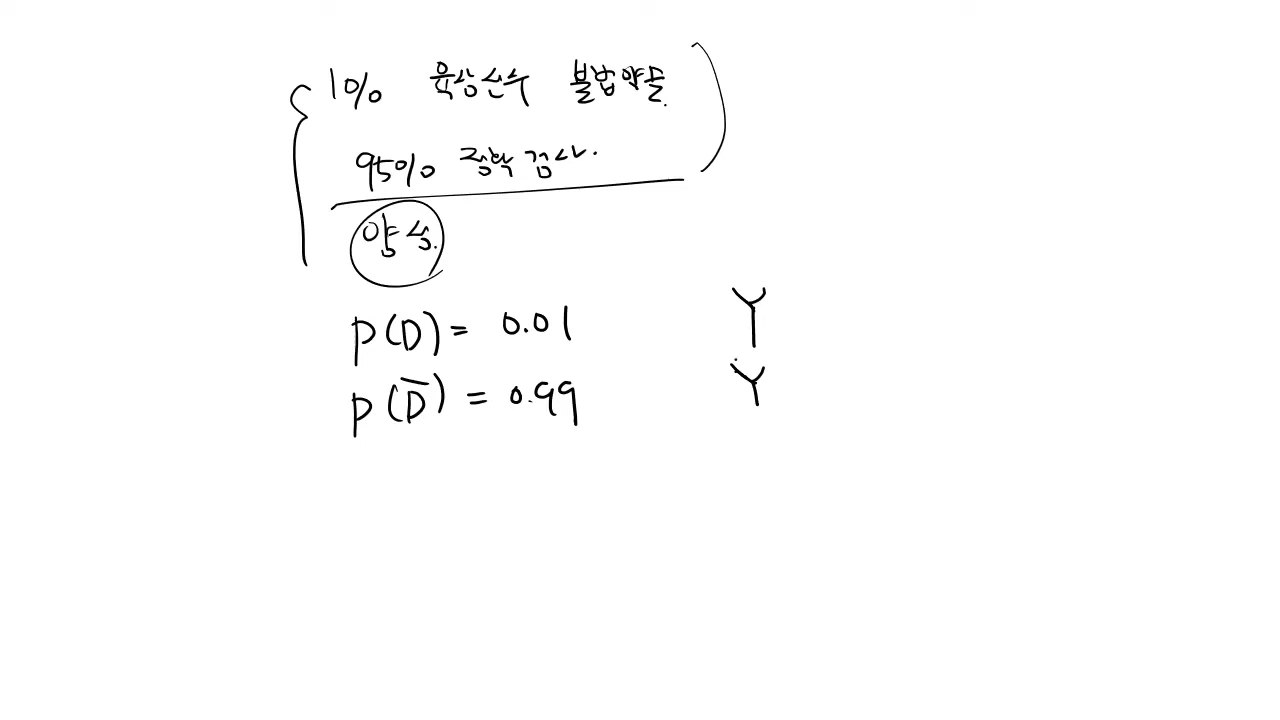 1% 육상선수 불법약물.
95% 정확 검사.
양성.
P(D) = 0.01 Y
P(D̅) = 0.99 Y